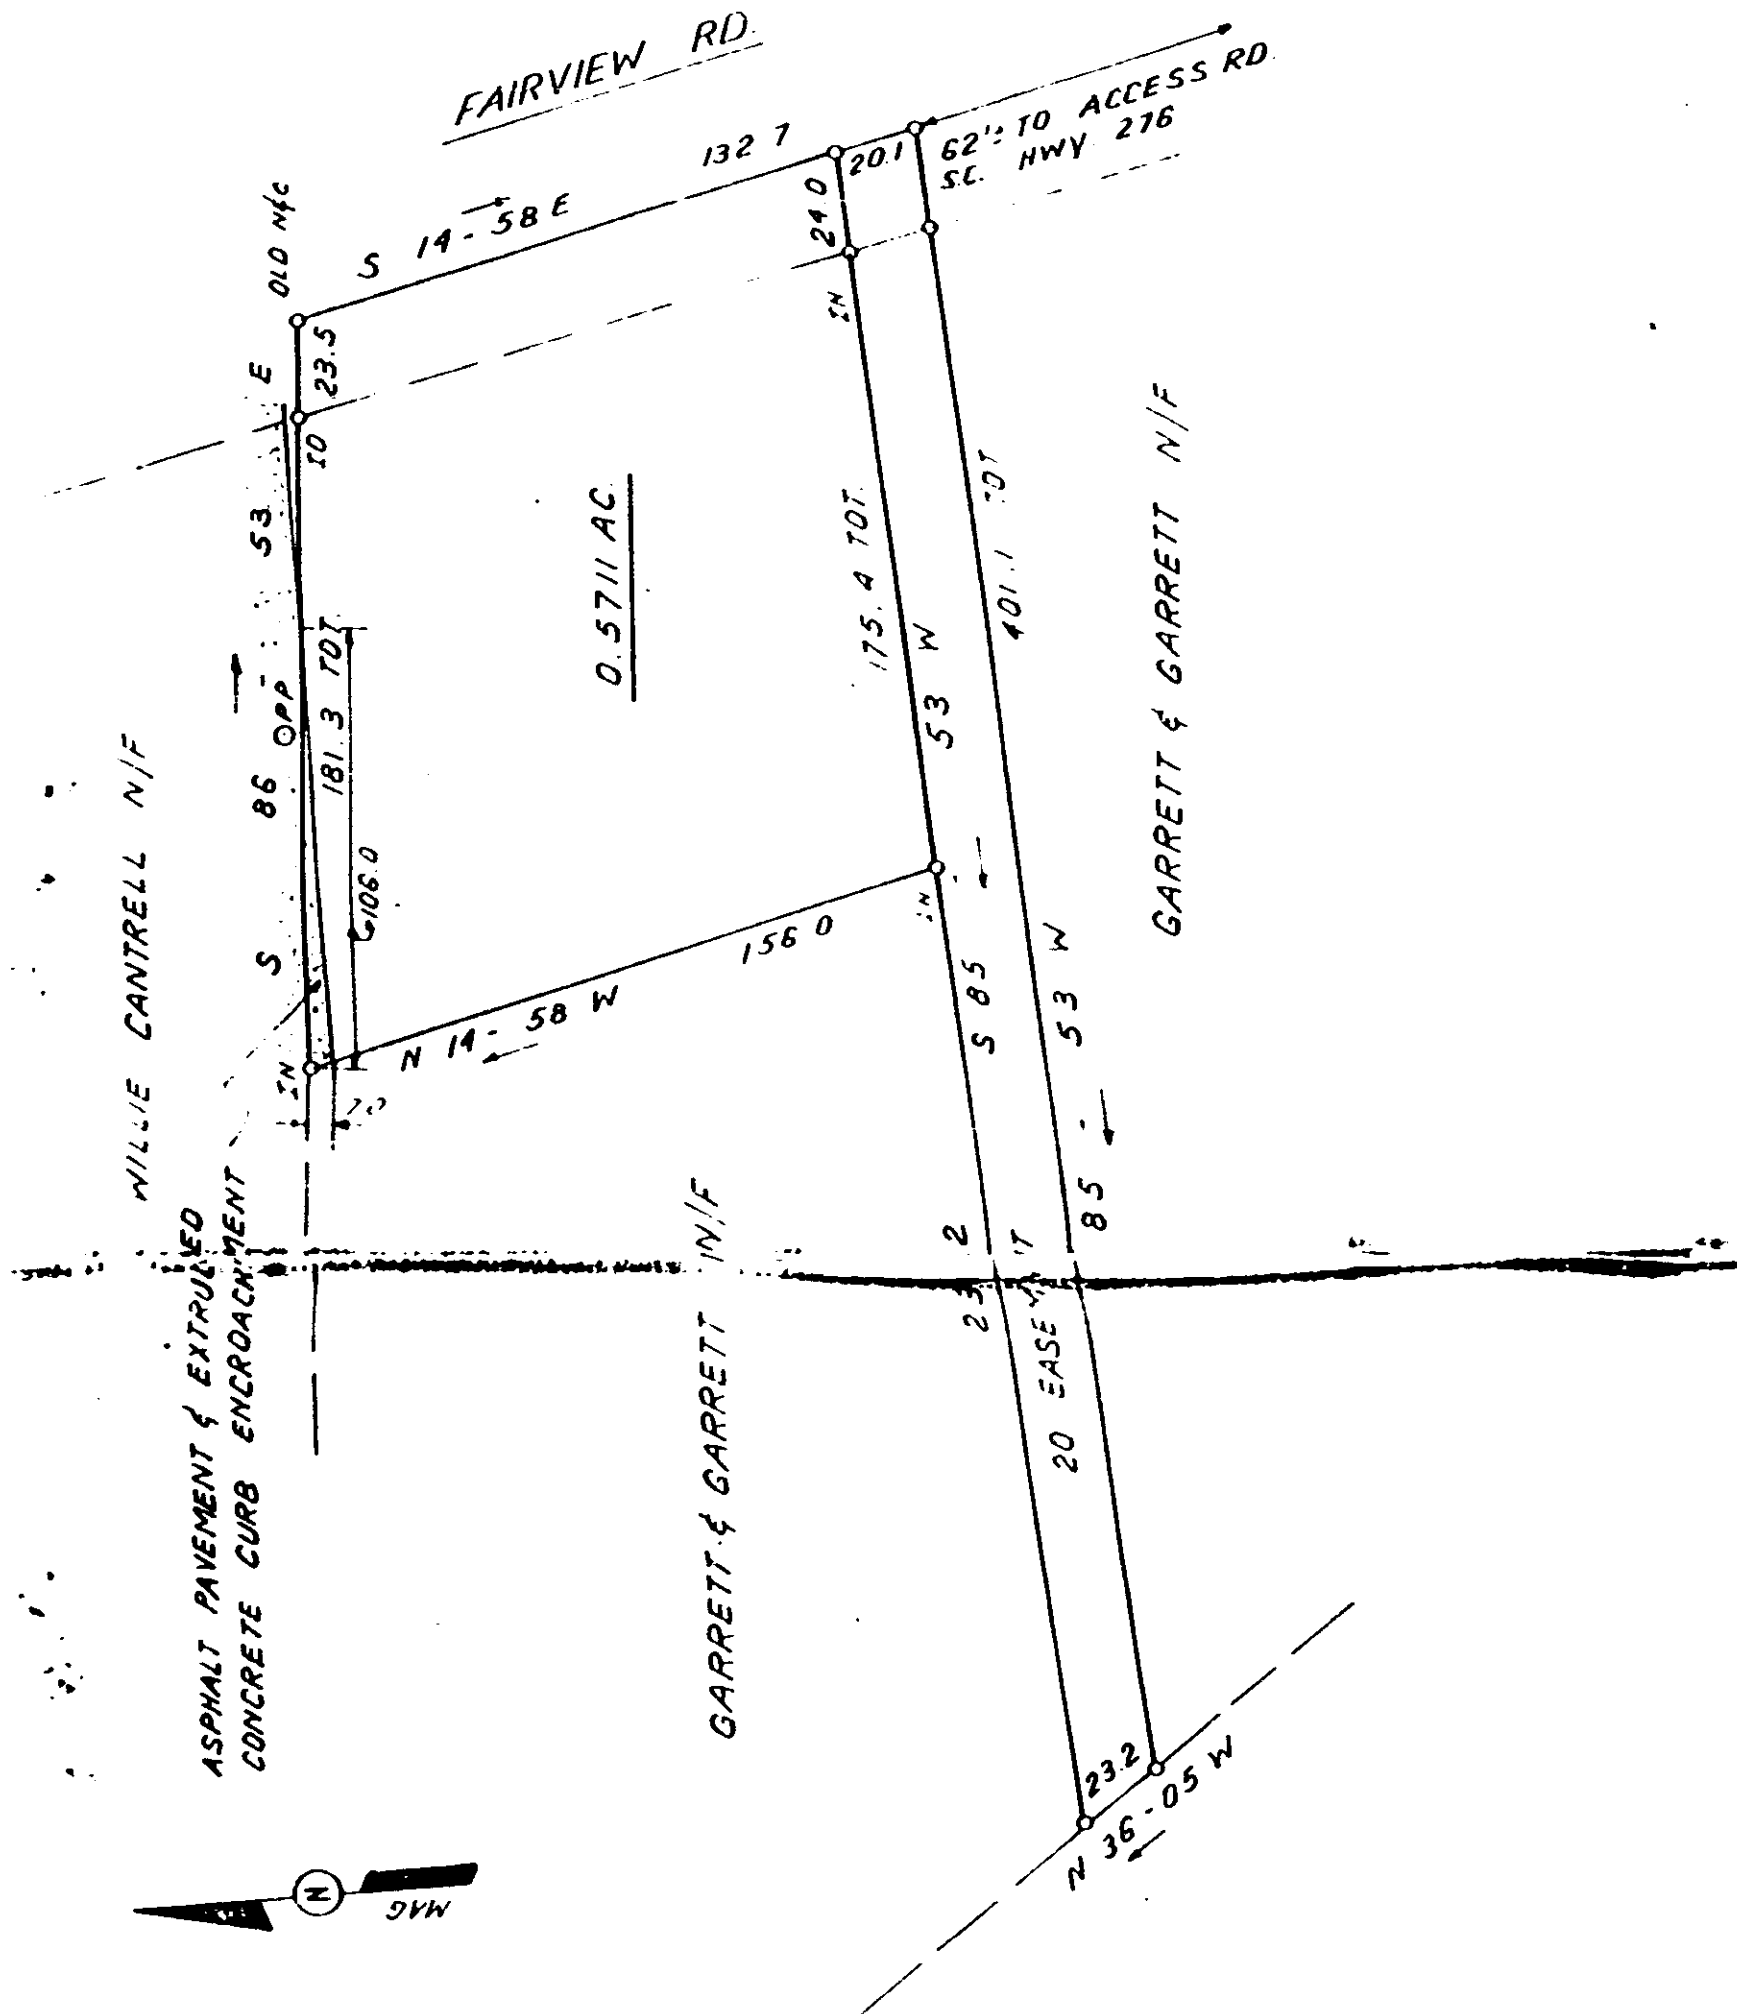 FAIRVIEW RD.
OLD N&C
S 14 - 58 E
132 7
20.1
62'± TO ACCESS RD.
S.C. HWY. 276
24.0
IN
23.5
IO
S 86 - 53 E
OPP
181.3 TOT
106.0
0.5711 AC.
175.4 TOT.
401.1 TOT
WILLIE CANTRELL N/F
GARRETT & GARRETT N/F
IN
N 14 - 58 W
156 0
IN
S 85 53 W
85 - 53 W
ASPHALT PAVEMENT & EXTRUDED
CONCRETE CURB ENCROACHMENT
GARRETT & GARRETT N/F
23 2
20 EASEM'T
23.2
N 36 - 05 W
N
MAG